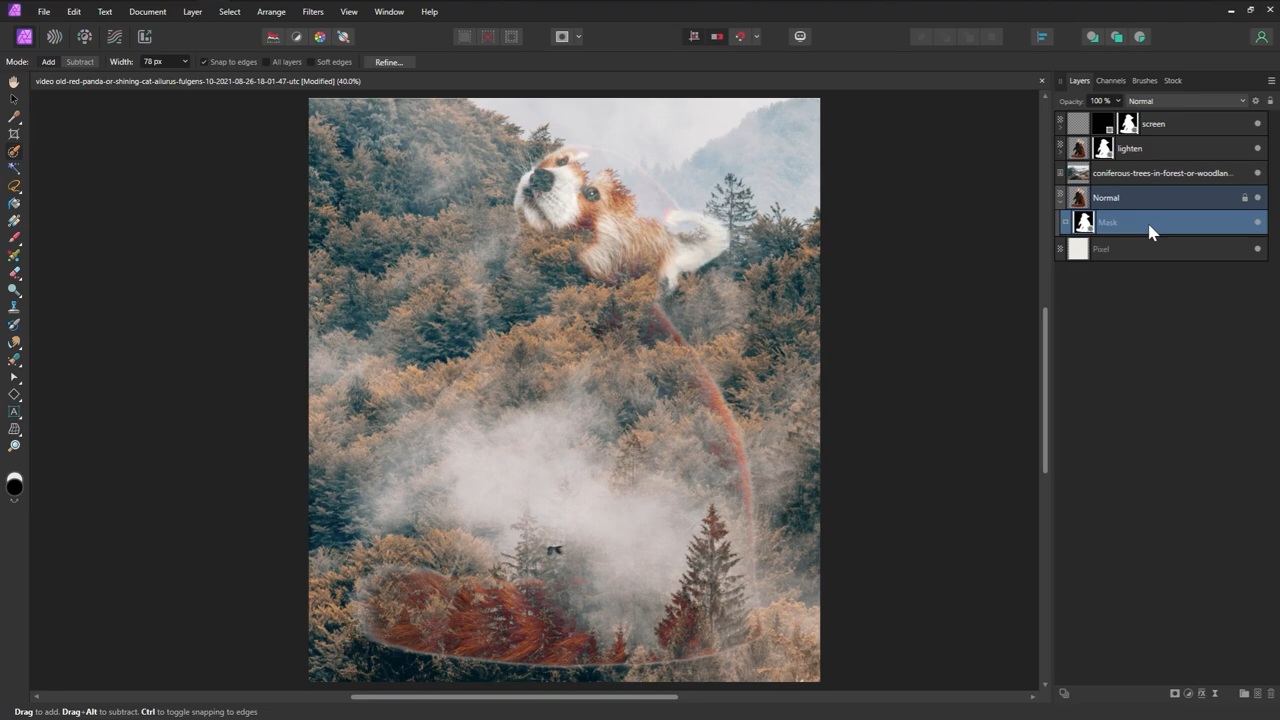 File Edit Text Document Layer Select Arrange Filters View Window Help
Mode: Add Subtract Width: 78 px Snap to edges All layers Soft edges Refine...
video old-red-panda-or-shining-cat-ailurus-fulgens-10-2021-08-26-18-01-47-utc [Modified] (40.0%)
Layers Channels Brushes Stock
Opacity: 100 % Normal
screen
lighten
coniferous-trees-in-forest-or-woodlan...
Normal
Mask
Pixel
Drag to add. Drag+Alt to subtract. Ctrl to toggle snapping to edges